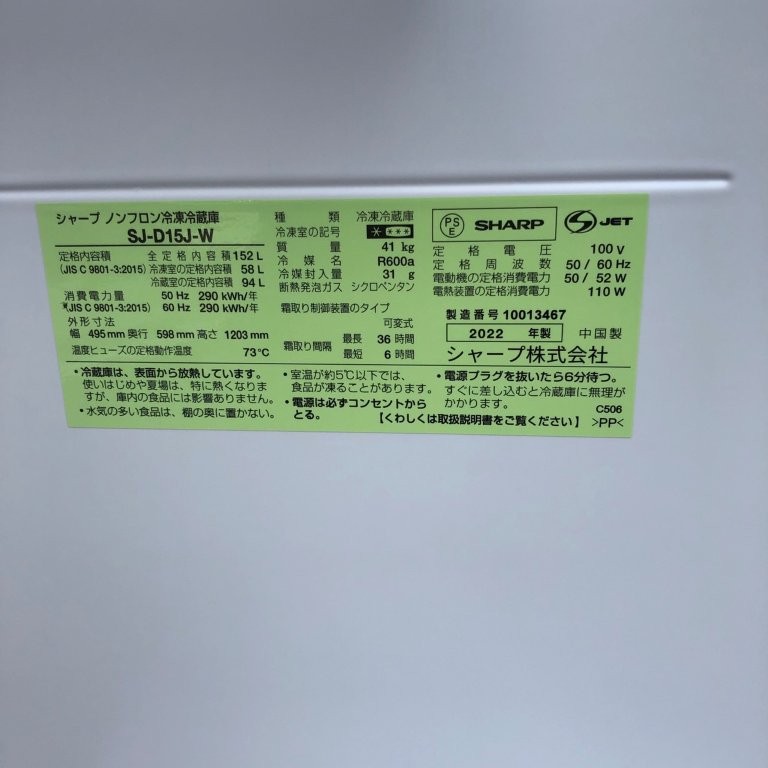 シャープ ノンフロン冷凍冷蔵庫
SJ-D15J-W
定格内容積 全定格内容積 152 L
(JIS C 9801-3:2015) 冷凍室の定格内容積 58 L
冷蔵室の定格内容積 94 L
消費電力量 50 Hz 290 kWh/年
(JIS C 9801-3:2015) 60 Hz 290 kWh/年
外形寸法
幅 495 mm 奥行 598 mm 高さ 1203 mm
温度ヒューズの定格動作温度 73℃
種類 冷凍冷蔵庫
冷凍室の記号 ****
質量 41 kg
冷媒名 R600a
冷媒封入量 31 g
断熱発泡ガス シクロペンタン
霜取り制御装置のタイプ
可変式
霜取り間隔 最長 36 時間
最短 6 時間
PS E SHARP JET
定格電圧 100 V
定格周波数 50 / 60 Hz
電動機の定格消費電力 50 / 52 W
電熱装置の定格消費電力 110 W
製造番号 10013467
2022 年製 中国製
シャープ株式会社
・冷蔵庫は、表面から放熱しています。
使いはじめや夏場は、特に熱くなりま
すが、庫内の食品には影響ありません。
・水気の多い食品は、棚の奥に置かない。
・室温が約5℃以下では、
食品が凍ることがあります。
・電源は必ずコンセントから
とる。
・電源プラグを抜いたら6分待つ。
すぐに差し込むと冷蔵庫に無理が
かかります。
C506
【くわしくは取扱説明書をご覧ください】 >PP<